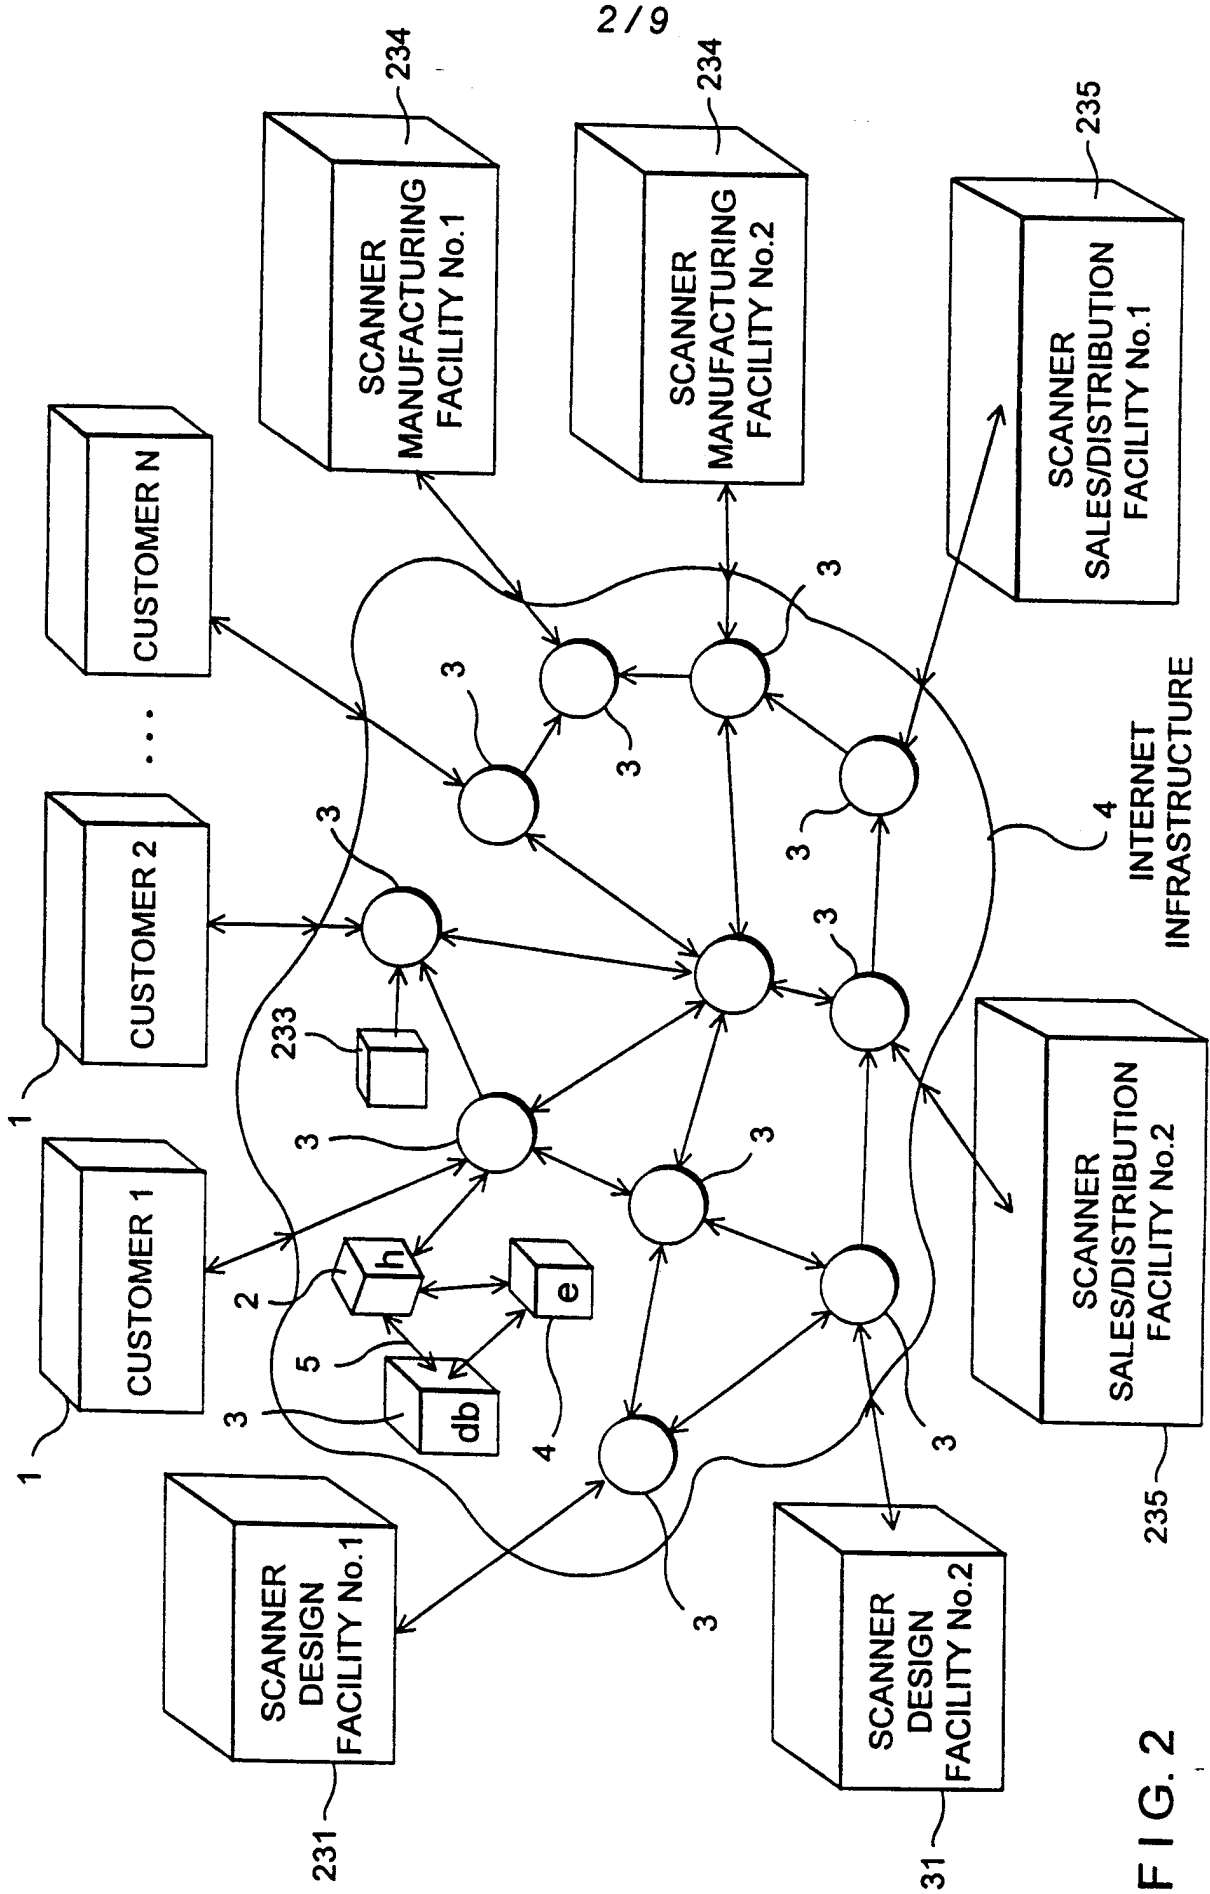 2/9
1
CUSTOMER 1
1
CUSTOMER 2
. . .
CUSTOMER N
231
SCANNER
DESIGN
FACILITY No.1
3
db
5
2
h
4
e
3
233
3
3
3
SCANNER
MANUFACTURING
FACILITY No.1
234
3
3
3
SCANNER
MANUFACTURING
FACILITY No.2
234
31
SCANNER
DESIGN
FACILITY No.2
3
3
3
4
INTERNET
INFRASTRUCTURE
235
SCANNER
SALES/DISTRIBUTION
FACILITY No.2
SCANNER
SALES/DISTRIBUTION
FACILITY No.1
235
FIG. 2